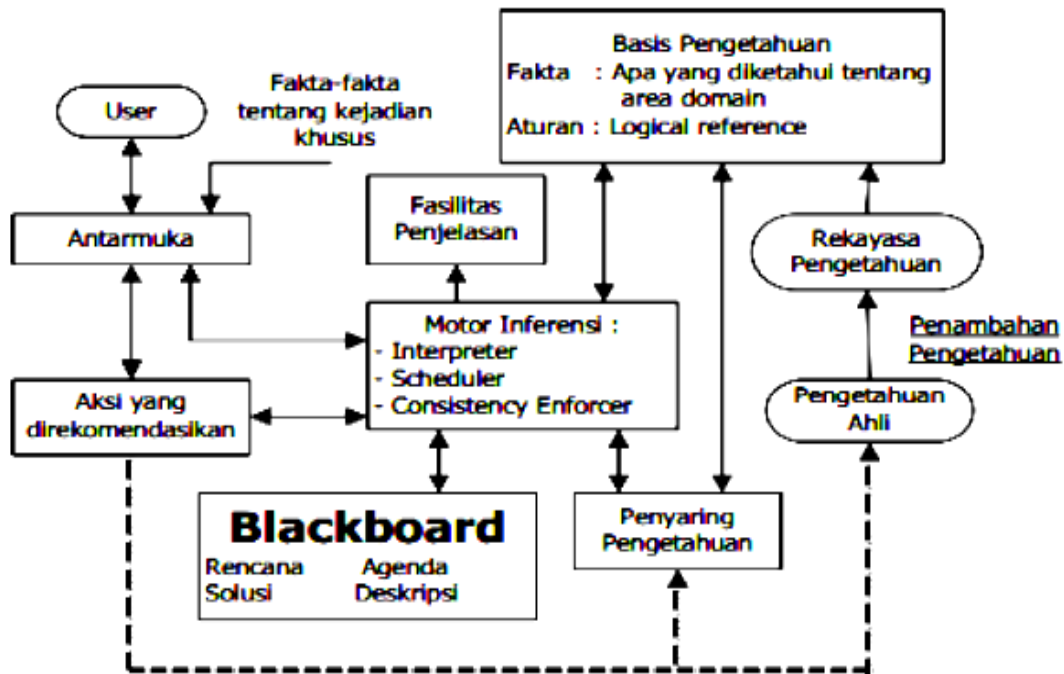 Basis Pengetahuan
Fakta : Apa yang diketahui tentang
area domain
Aturan : Logical reference
Fakta-fakta
tentang kejadian
khusus
User
Antarmuka
Fasilitas
Penjelasan
Rekayasa
Pengetahuan
Motor Inferensi :
- Interpreter
- Scheduler
- Consistency Enforcer
Penambahan
Pengetahuan
Aksi yang
direkomendasikan
Pengetahuan
Ahli
Blackboard
Rencana Agenda
Solusi Deskripsi
Penyaring
Pengetahuan